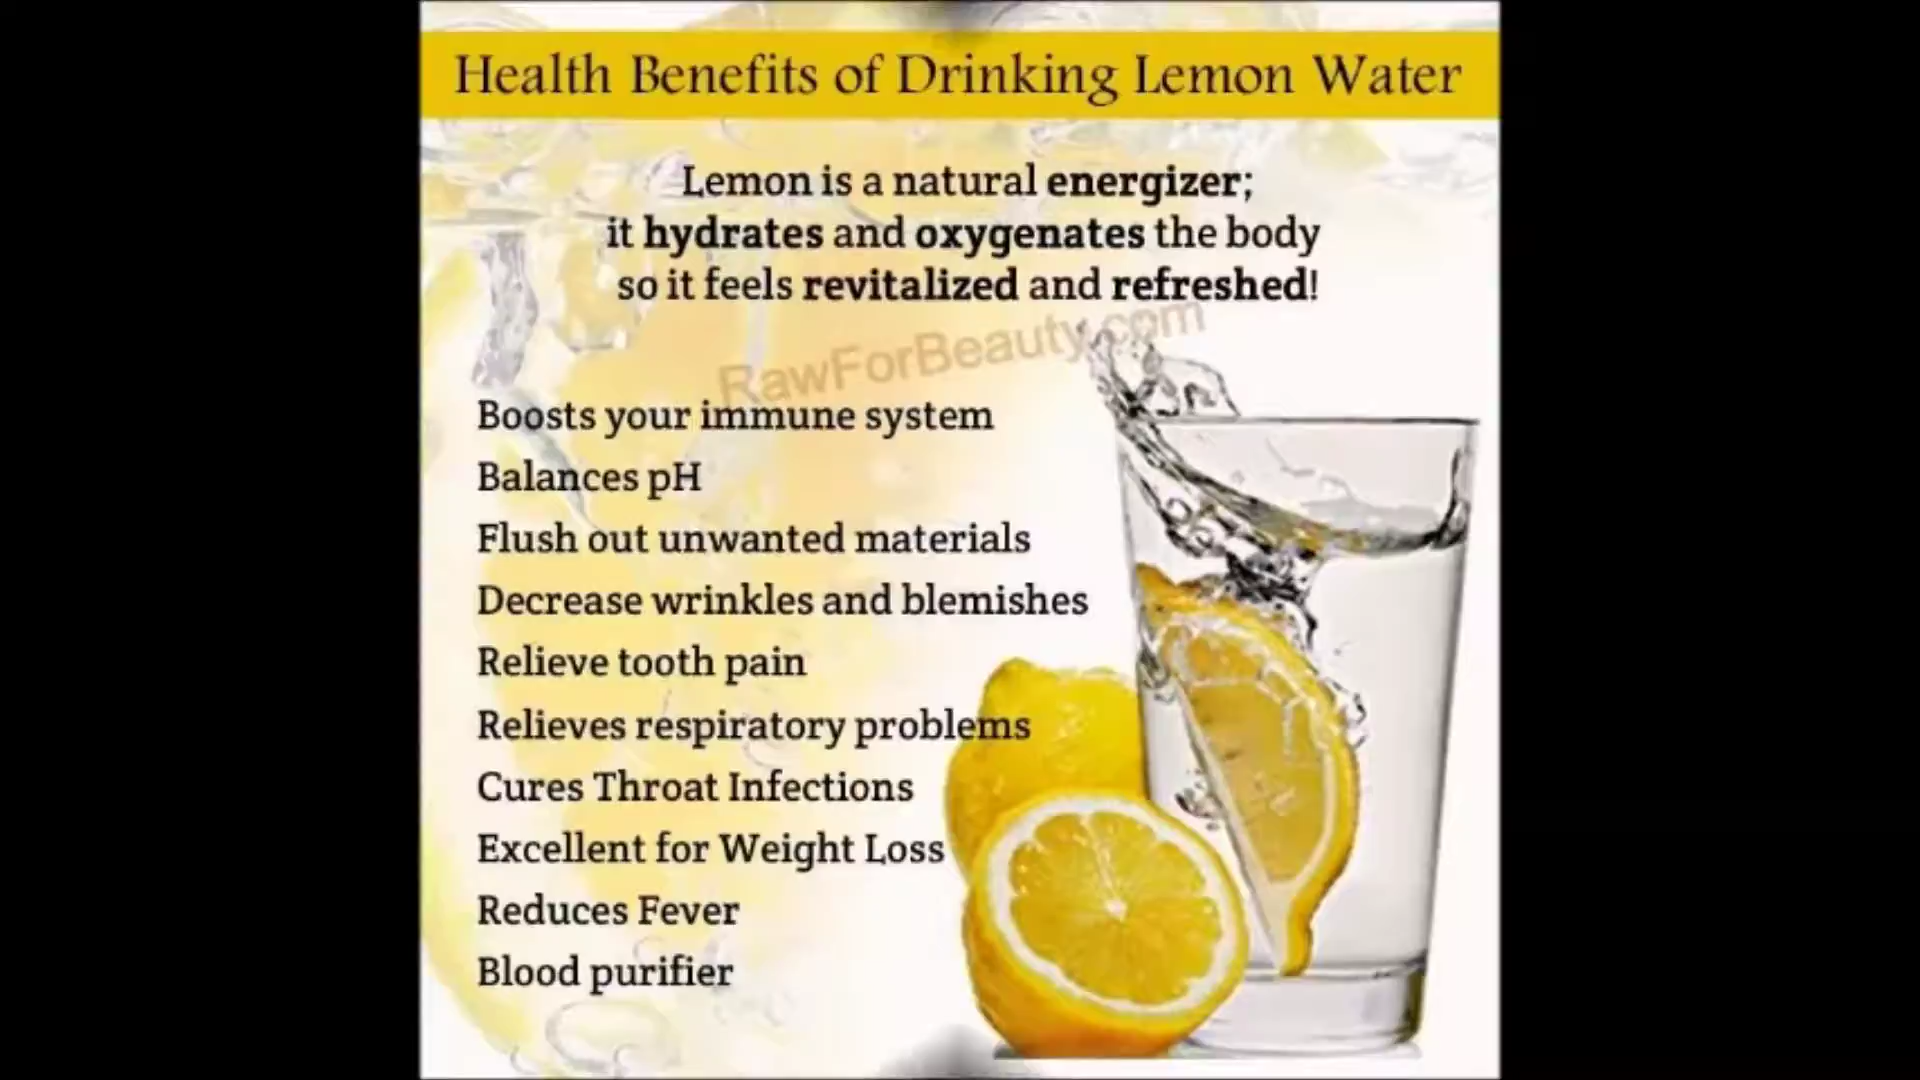 Health Benefits of Drinking Lemon Water
Lemon is a natural energizer;
it hydrates and oxygenates the body
so it feels revitalized and refreshed!
RawForBeauty.com
Boosts your immune system
Balances pH
Flush out unwanted materials
Decrease wrinkles and blemishes
Relieve tooth pain
Relieves respiratory problems
Cures Throat Infections
Excellent for Weight Loss
Reduces Fever
Blood purifier